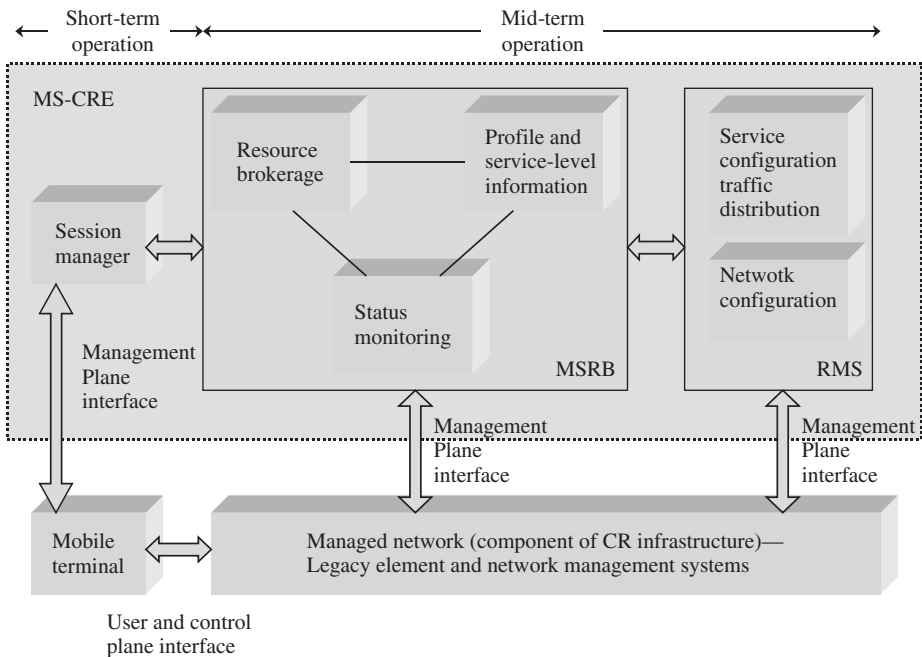 Short-term
operation
Mid-term
operation
MS-CRE
Resource
brokerage
Profile and
service-level
information
Service
configuration
traffic
distribution
Session
manager
Netwotk
configuration
Status
monitoring
MSRB
RMS
Management
Plane
interface
Management
Plane
interface
Management
Plane
interface
Mobile
terminal
Managed network (component of CR infrastructure)—
Legacy element and network management systems
User and control
plane interface